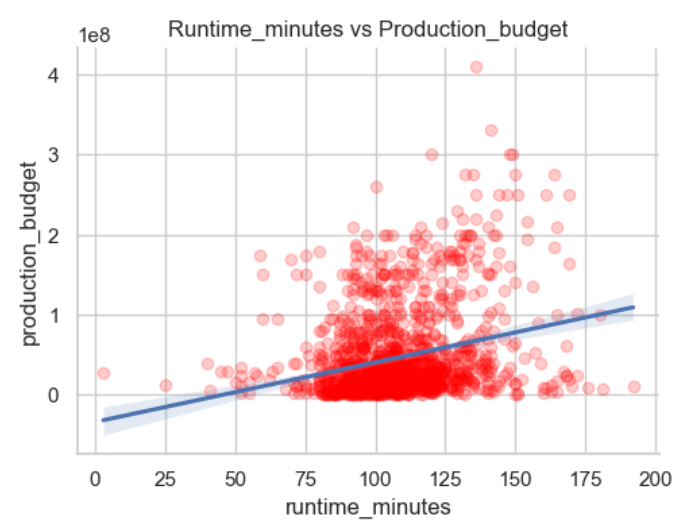 Runtime_minutes vs Production_budget
1e8
4
3
2
1
0
production_budget
0 25 50 75 100 125 150 175 200
runtime_minutes